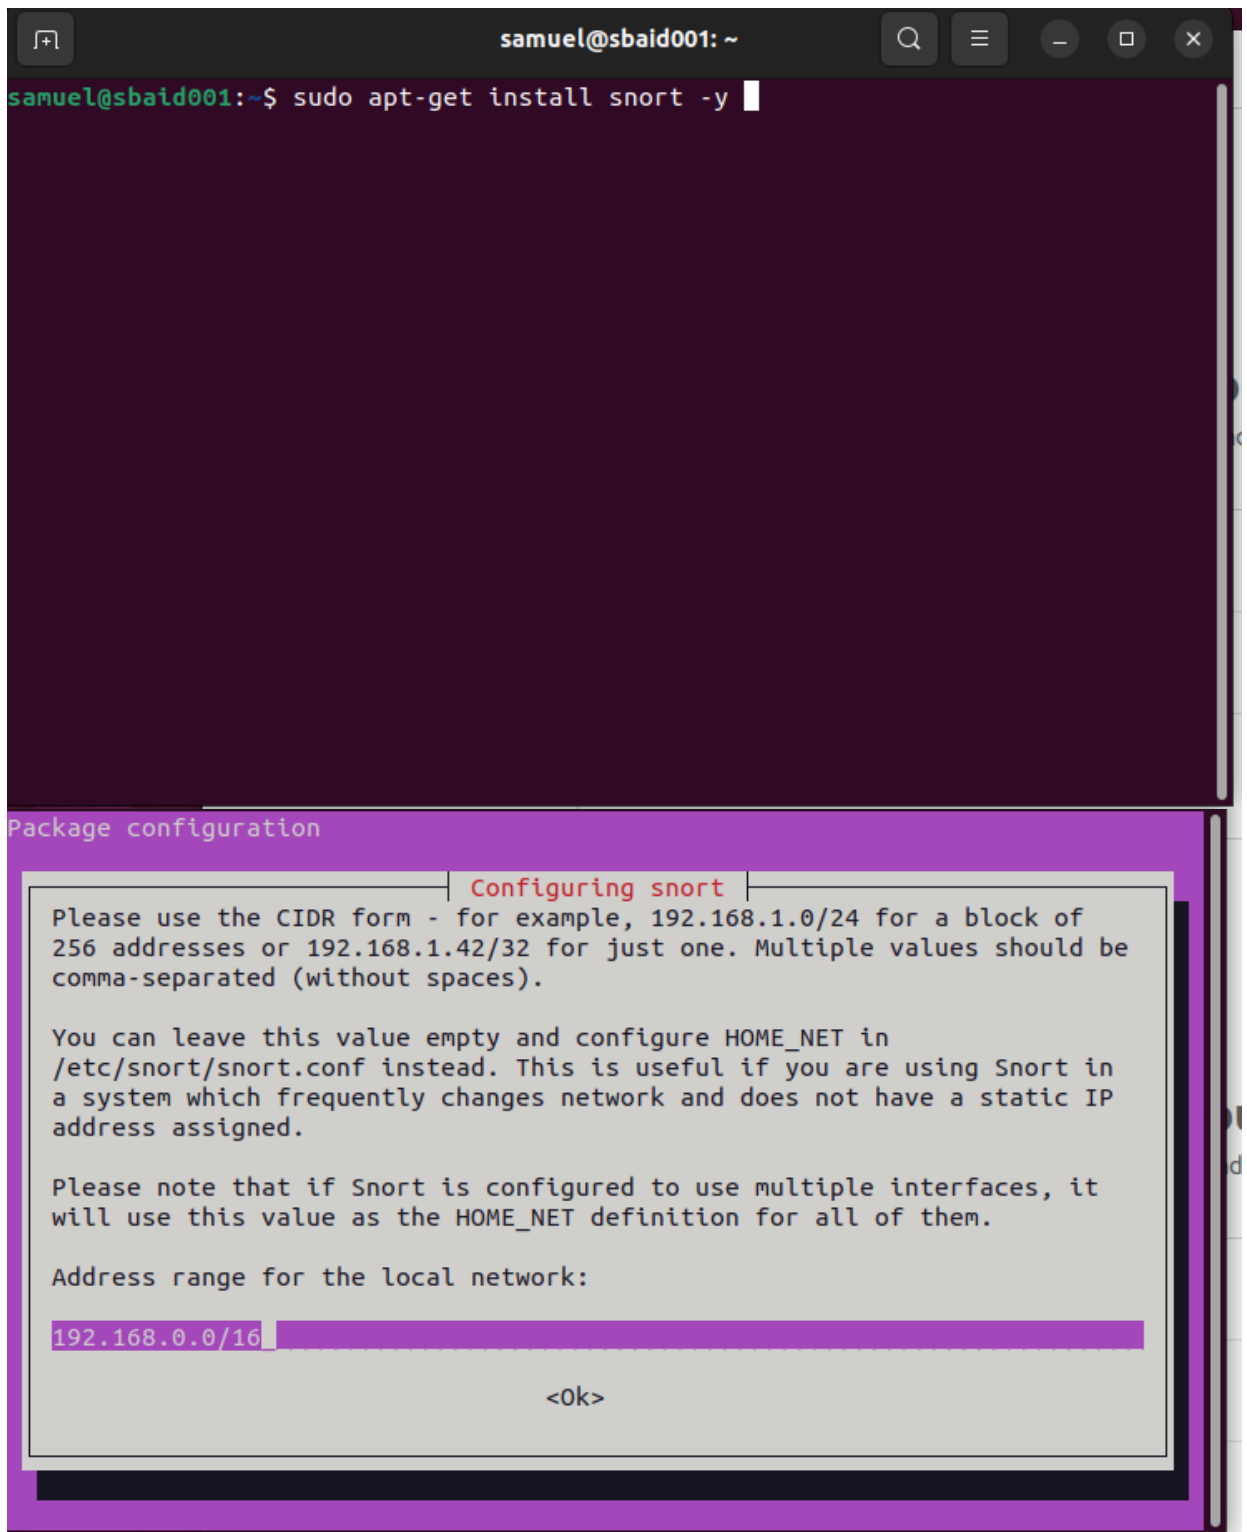 samuel@sbaid001: ~
samuel@sbaid001:~$ sudo apt-get install snort -y
Package configuration
Configuring snort
Please use the CIDR form - for example, 192.168.1.0/24 for a block of
256 addresses or 192.168.1.42/32 for just one. Multiple values should be
comma-separated (without spaces).
You can leave this value empty and configure HOME_NET in
/etc/snort/snort.conf instead. This is useful if you are using Snort in
a system which frequently changes network and does not have a static IP
address assigned.
Please note that if Snort is configured to use multiple interfaces, it
will use this value as the HOME_NET definition for all of them.
Address range for the local network:
192.168.0.0/16
<Ok>